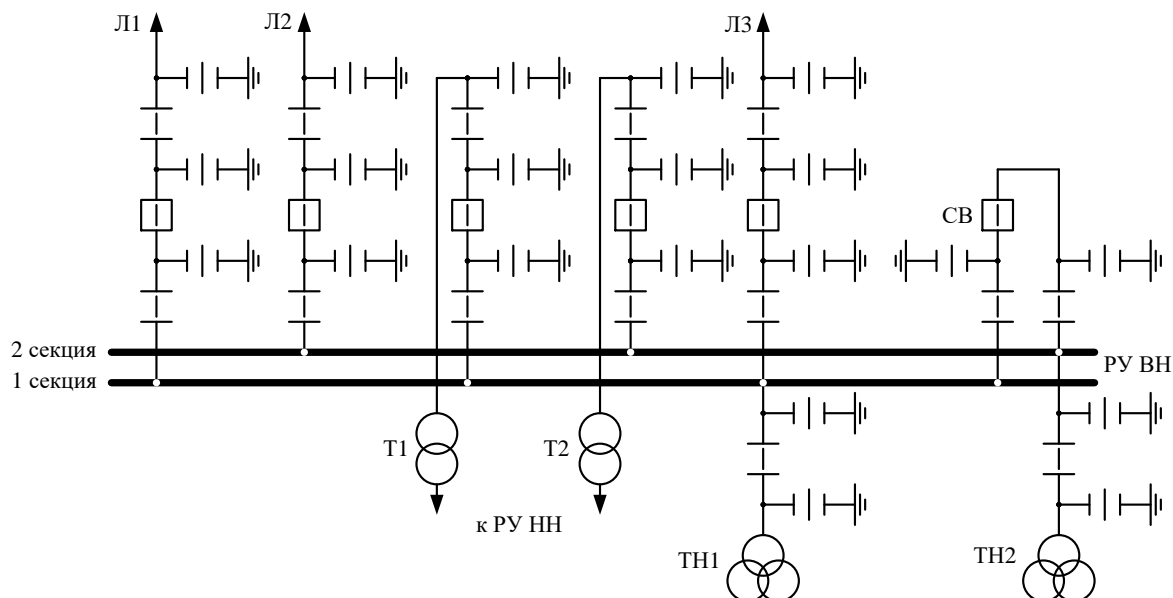 Л1
Л2
Л3
СВ
2 секция
РУ ВН
1 секция
Т1
Т2
к РУ НН
ТН1
ТН2